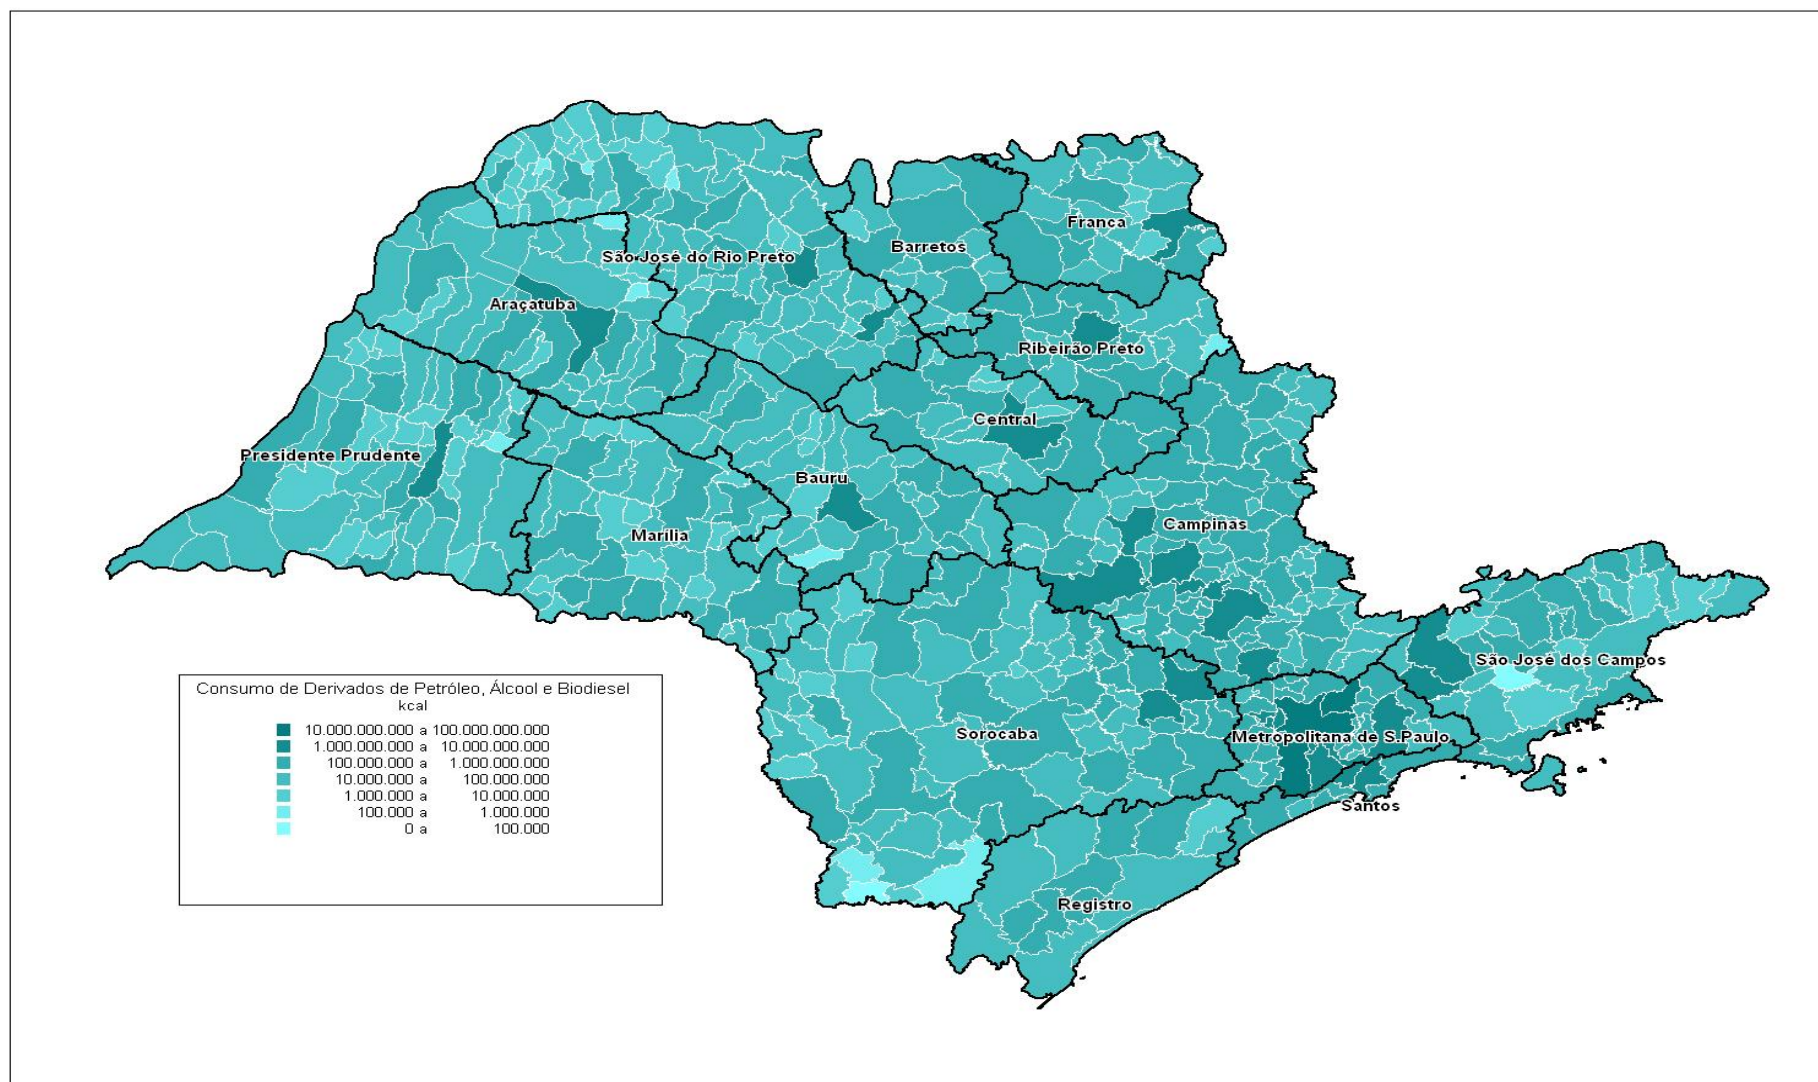 Franca
Barretos
São José do Rio Preto
Araçatuba
Ribeirão Preto
Central
Presidente Prudente
Bauru
Campinas
Marília
São José dos Campos
Sorocaba
Metropolitana de S.Paulo
Santos
Registro
Consumo de Derivados de Petróleo, Álcool e Biodiesel
kcal
10.000.000.000 a 100.000.000.000
1.000.000.000 a 10.000.000.000
100.000.000 a 1.000.000.000
10.000.000 a 100.000.000
1.000.000 a 10.000.000
100.000 a 1.000.000
0 a 100.000